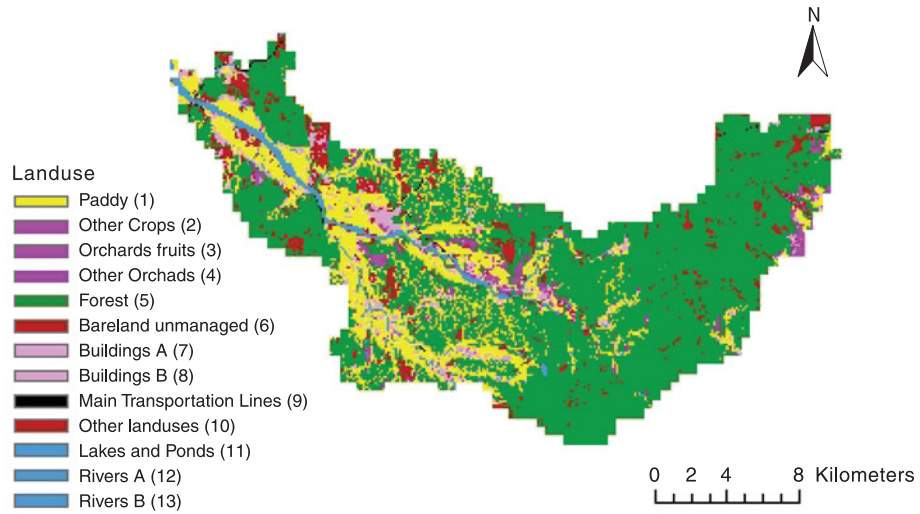 N
Landuse
Paddy (1)
Other Crops (2)
Orchards fruits (3)
Other Orchads (4)
Forest (5)
Bareland unmanaged (6)
Buildings A (7)
Buildings B (8)
Main Transportation Lines (9)
Other landuses (10)
Lakes and Ponds (11)
Rivers A (12)
Rivers B (13)
0 2 4 8 Kilometers